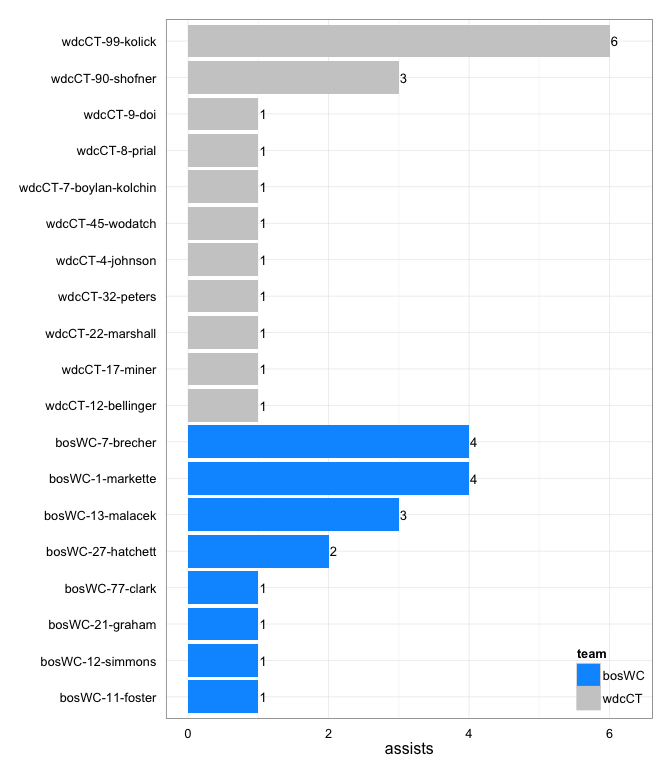 wdcCT-99-kolick 6
wdcCT-90-shofner 3
wdcCT-9-doi 1
wdcCT-8-prial 1
wdcCT-7-boylan-kolchin 1
wdcCT-45-wodatch 1
wdcCT-4-johnson 1
wdcCT-32-peters 1
wdcCT-22-marshall 1
wdcCT-17-miner 1
wdcCT-12-bellinger 1
bosWC-7-brecher 4
bosWC-1-markette 4
bosWC-13-malacek 3
bosWC-27-hatchett 2
bosWC-77-clark 1
bosWC-21-graham 1
bosWC-12-simmons 1
bosWC-11-foster 1
team
bosWC
wdcCT
0 2 4 6
assists